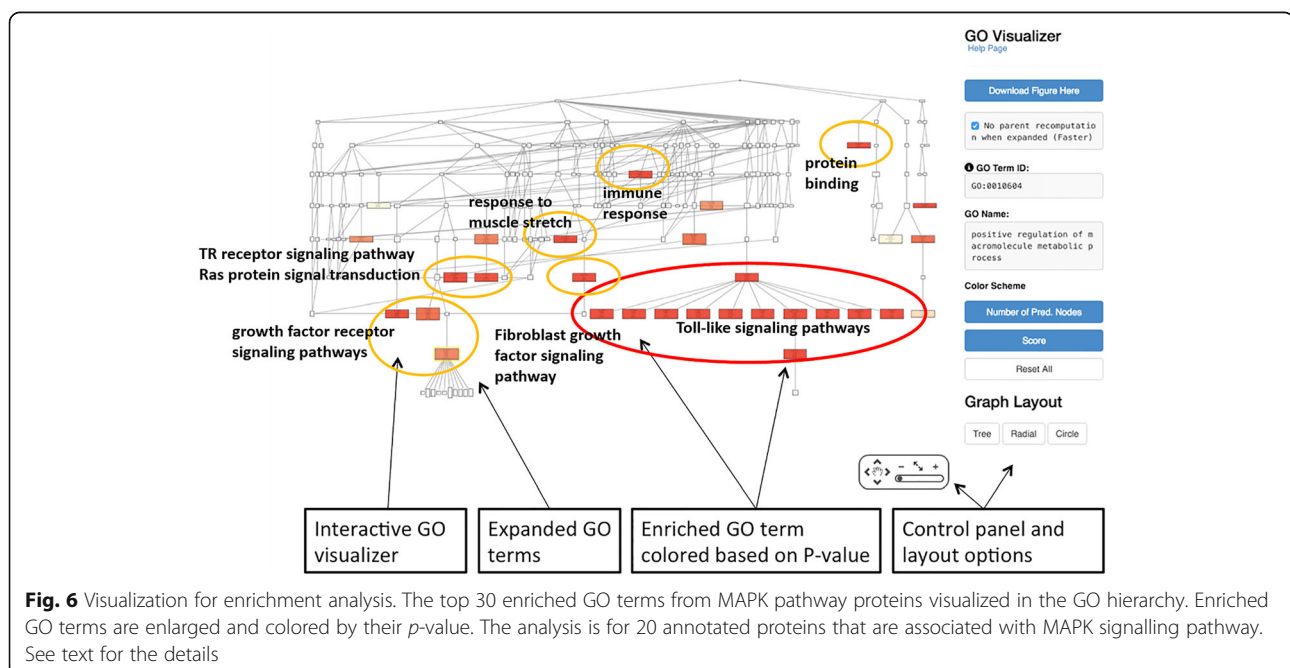 GO Visualizer
Help Page
Download Figure Here
No parent recomputatio
n when expanded (Faster)
GO Term ID:
GO:0010604
GO Name:
positive regulation of m
acromolecule metabolic p
rocess
Color Scheme
Number of Pred. Nodes
Score
Reset All
Graph Layout
Tree Radial Circle
protein
binding
immune
response
response to
muscle stretch
TR receptor signaling pathway
Ras protein signal transduction
growth factor receptor
signaling pathways
Fibroblast growth
factor signaling
pathway
Toll-like signaling pathways
Interactive GO
visualizer
Expanded GO
terms
Enriched GO term
colored based on P-value
Control panel and
layout options
Fig. 6 Visualization for enrichment analysis. The top 30 enriched GO terms from MAPK pathway proteins visualized in the GO hierarchy. Enriched
GO terms are enlarged and colored by their p-value. The analysis is for 20 annotated proteins that are associated with MAPK signalling pathway.
See text for the details